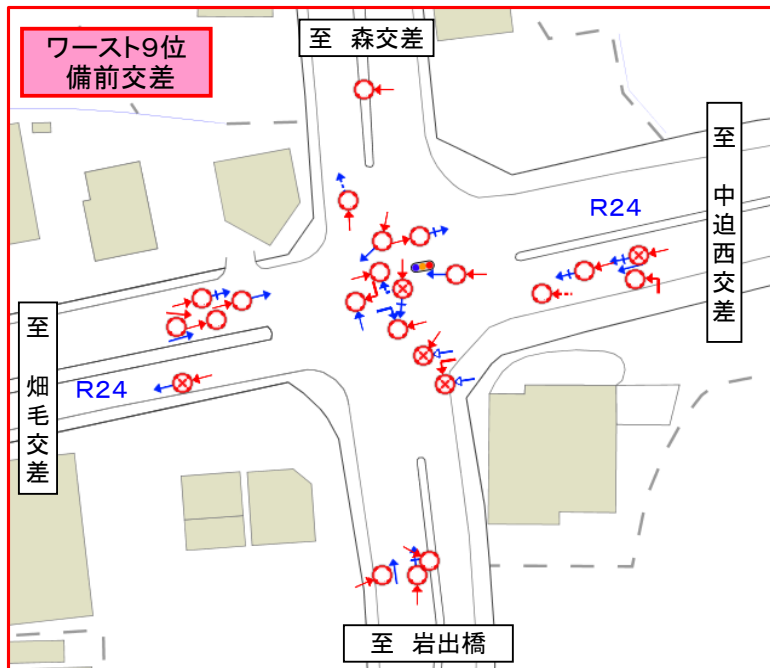 ワースト9位
備前交差
至 森交差
至 中迫西交差
R24
至 畑毛交差
R24
至 岩出橋